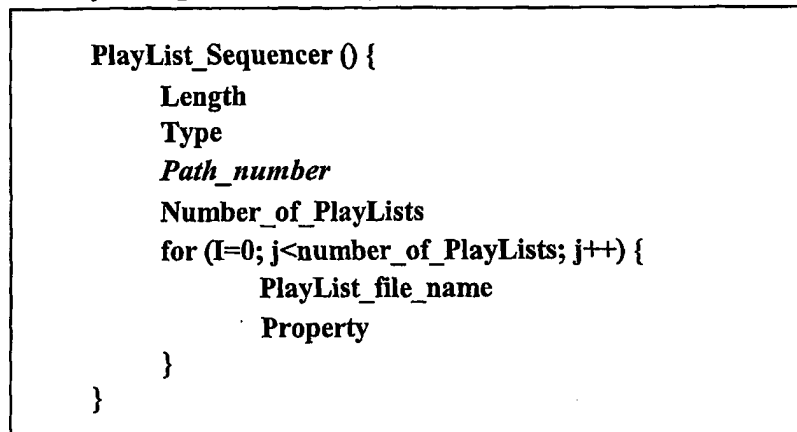 PlayList_Sequencer () {
Length
Type
Path_number
Number_of_PlayLists
for (I=0; j<number_of_PlayLists; j++) {
PlayList_file_name
Property
}
}